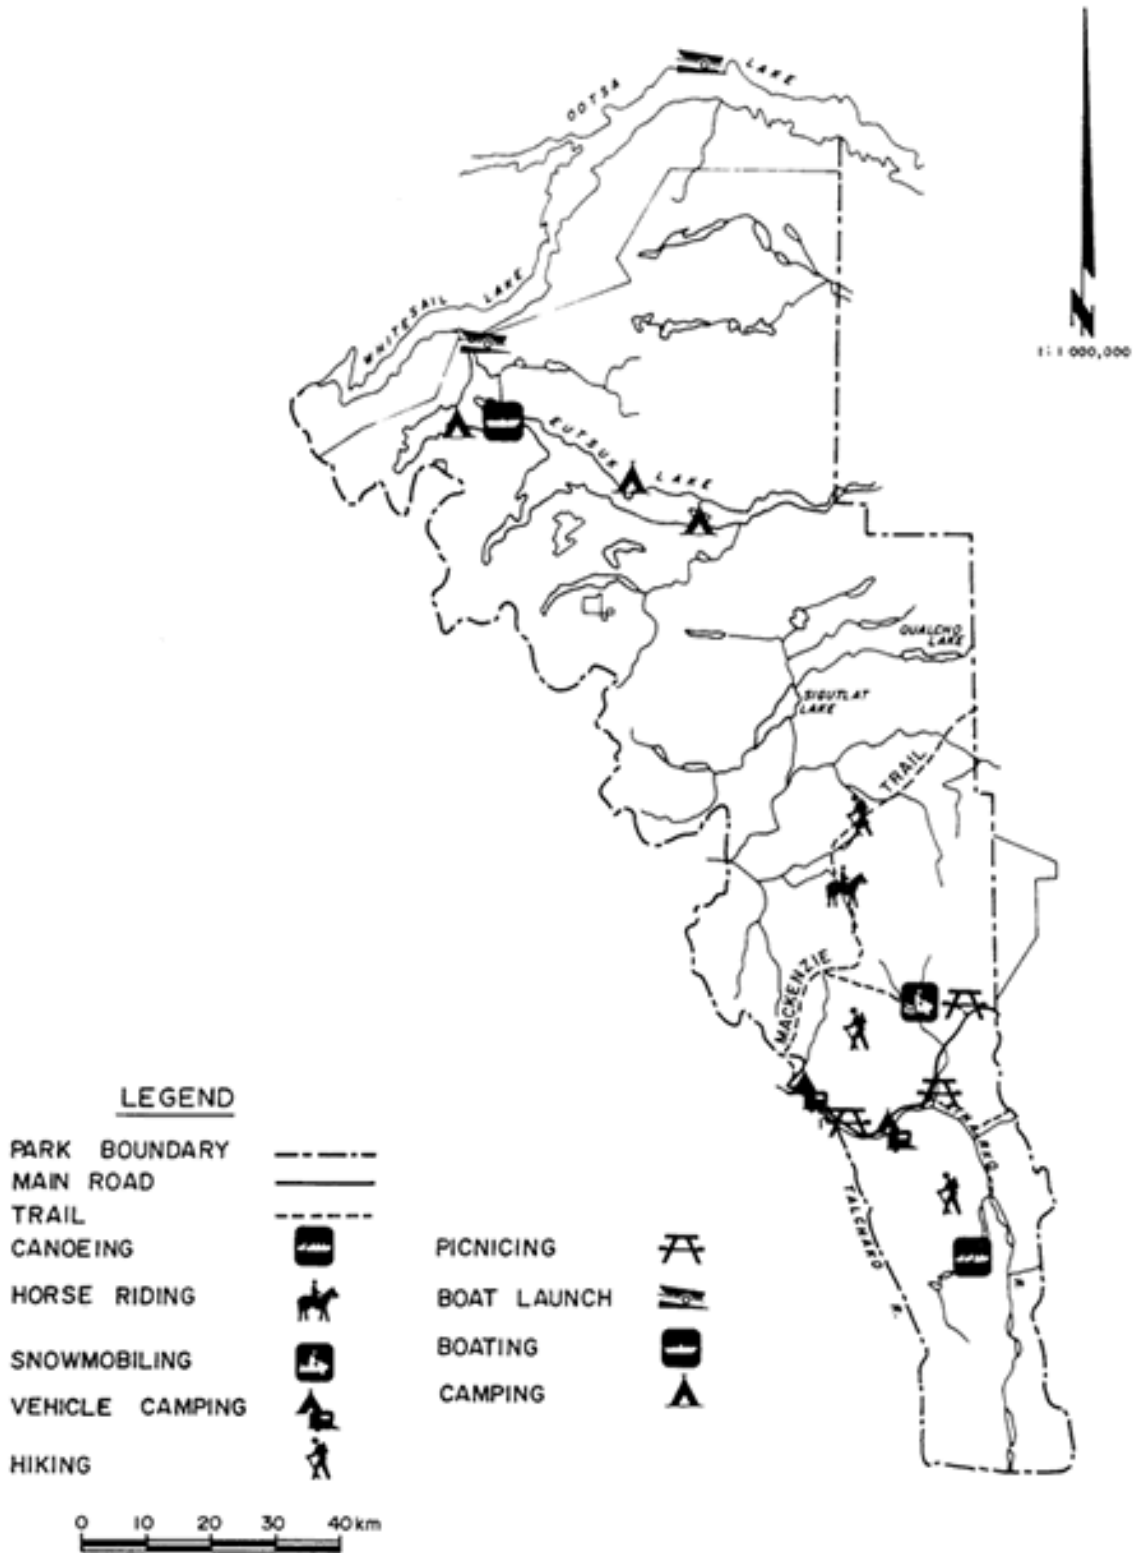 OOTSA LAKE
N
1:1 000,000
WHITESAIL LAKE
EUTSUK LAKE
QUALCHO
LAKE
SIGUTLAT
LAKE
TRAIL
MACKENZIE
TALCHAKO R.
R
LEGEND
PARK BOUNDARY
MAIN ROAD
TRAIL
CANOEING
HORSE RIDING
SNOWMOBILING
VEHICLE CAMPING
HIKING
PICNICING
BOAT LAUNCH
BOATING
CAMPING
0 10 20 30 40 km